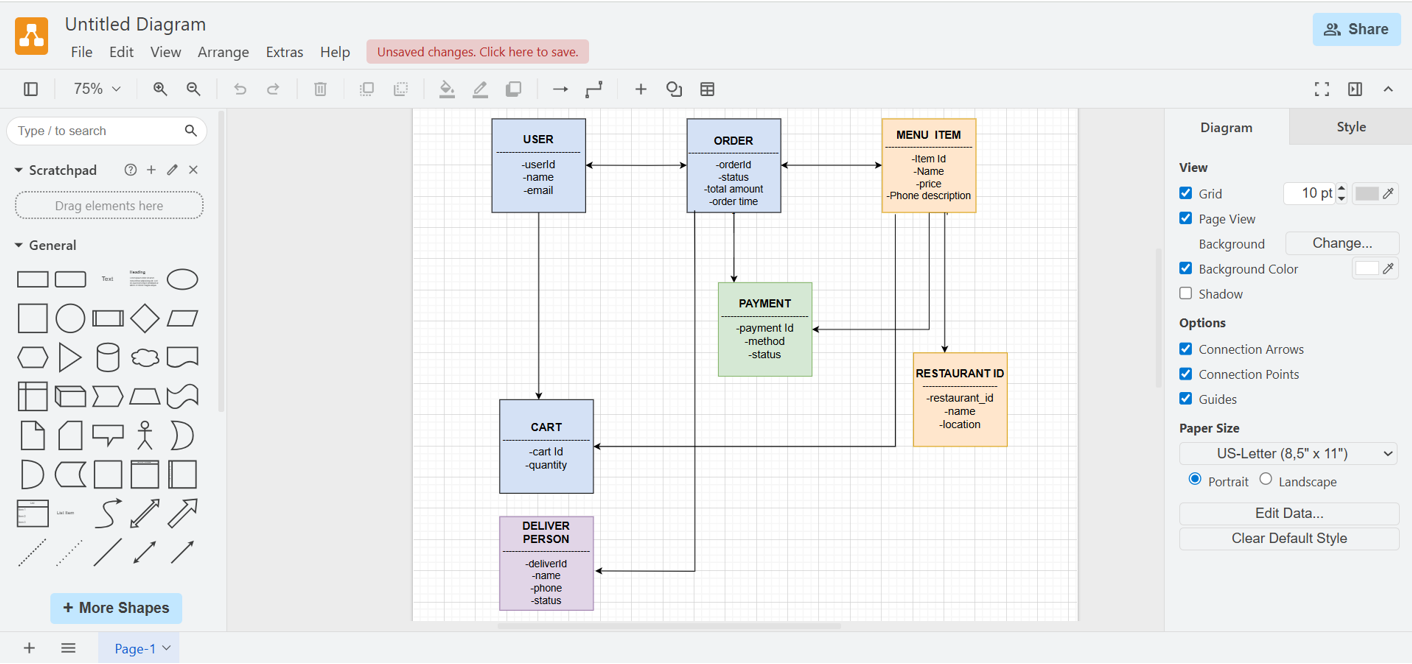 Untitled Diagram
File Edit View Arrange Extras Help Unsaved changes. Click here to save.
Share
75%
Type / to search
Scratchpad
Drag elements here
General
Text
Heading
List Item
+ More Shapes
USER
-userId
-name
-email
ORDER
-orderId
-status
-total amount
-order time
MENU ITEM
-Item Id
-Name
-price
-Phone description
PAYMENT
-payment Id
-method
-status
RESTAURANT ID
-restaurant_id
-name
-location
CART
-cart Id
-quantity
DELIVER
PERSON
-deliverId
-name
-phone
-status
Diagram Style
View
Grid 10 pt
Page View
Background Change...
Background Color
Shadow
Options
Connection Arrows
Connection Points
Guides
Paper Size
US-Letter (8,5" x 11")
Portrait Landscape
Edit Data...
Clear Default Style
Page-1